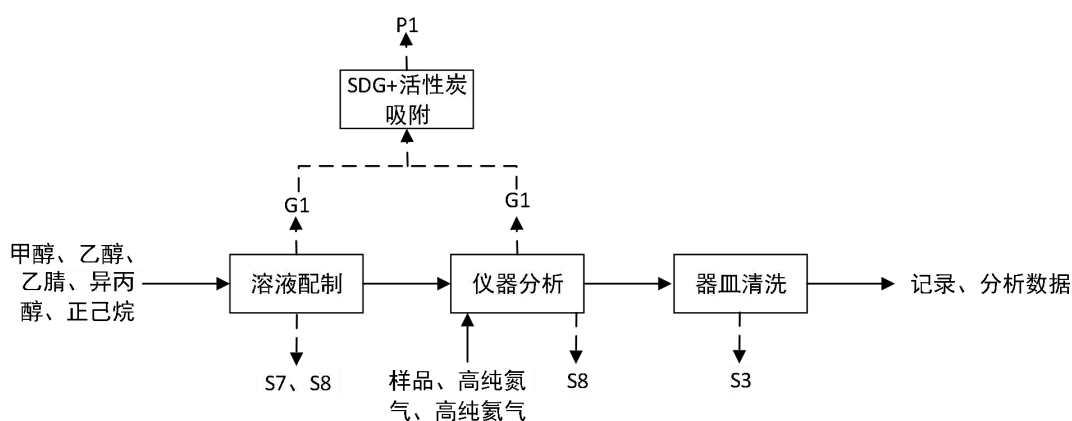 P1
SDG+活性炭
吸附
G1
G1
甲醇、乙醇、
乙腈、异丙
醇、正己烷
溶液配制
仪器分析
器皿清洗
记录、分析数据
S7、S8
样品、高纯氮
气、高纯氦气
S8
S3